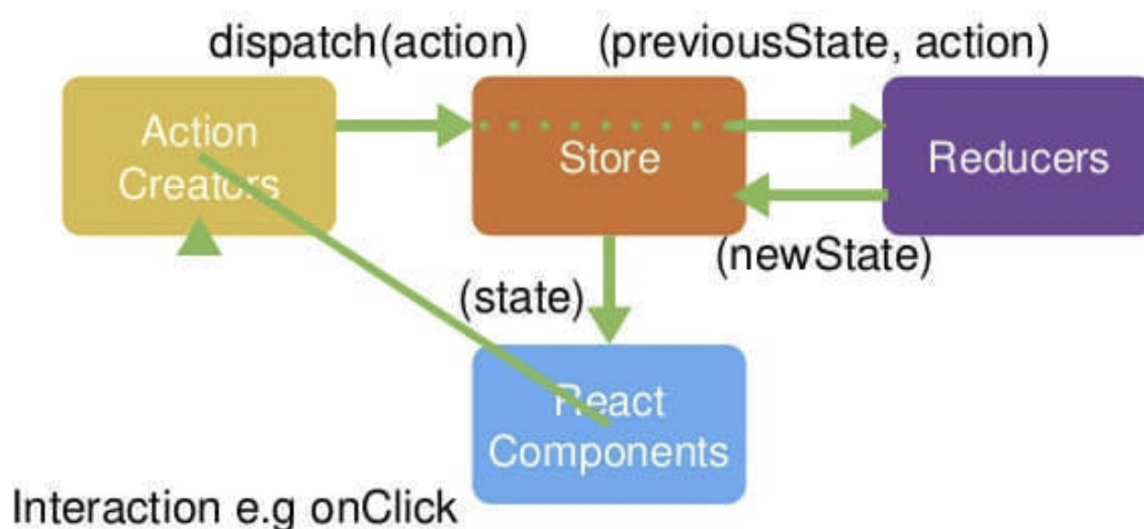 dispatch(action)
(previousState, action)
Action
Creators
Store
Reducers
(newState)
(state)
React
Components
Interaction e.g onClick